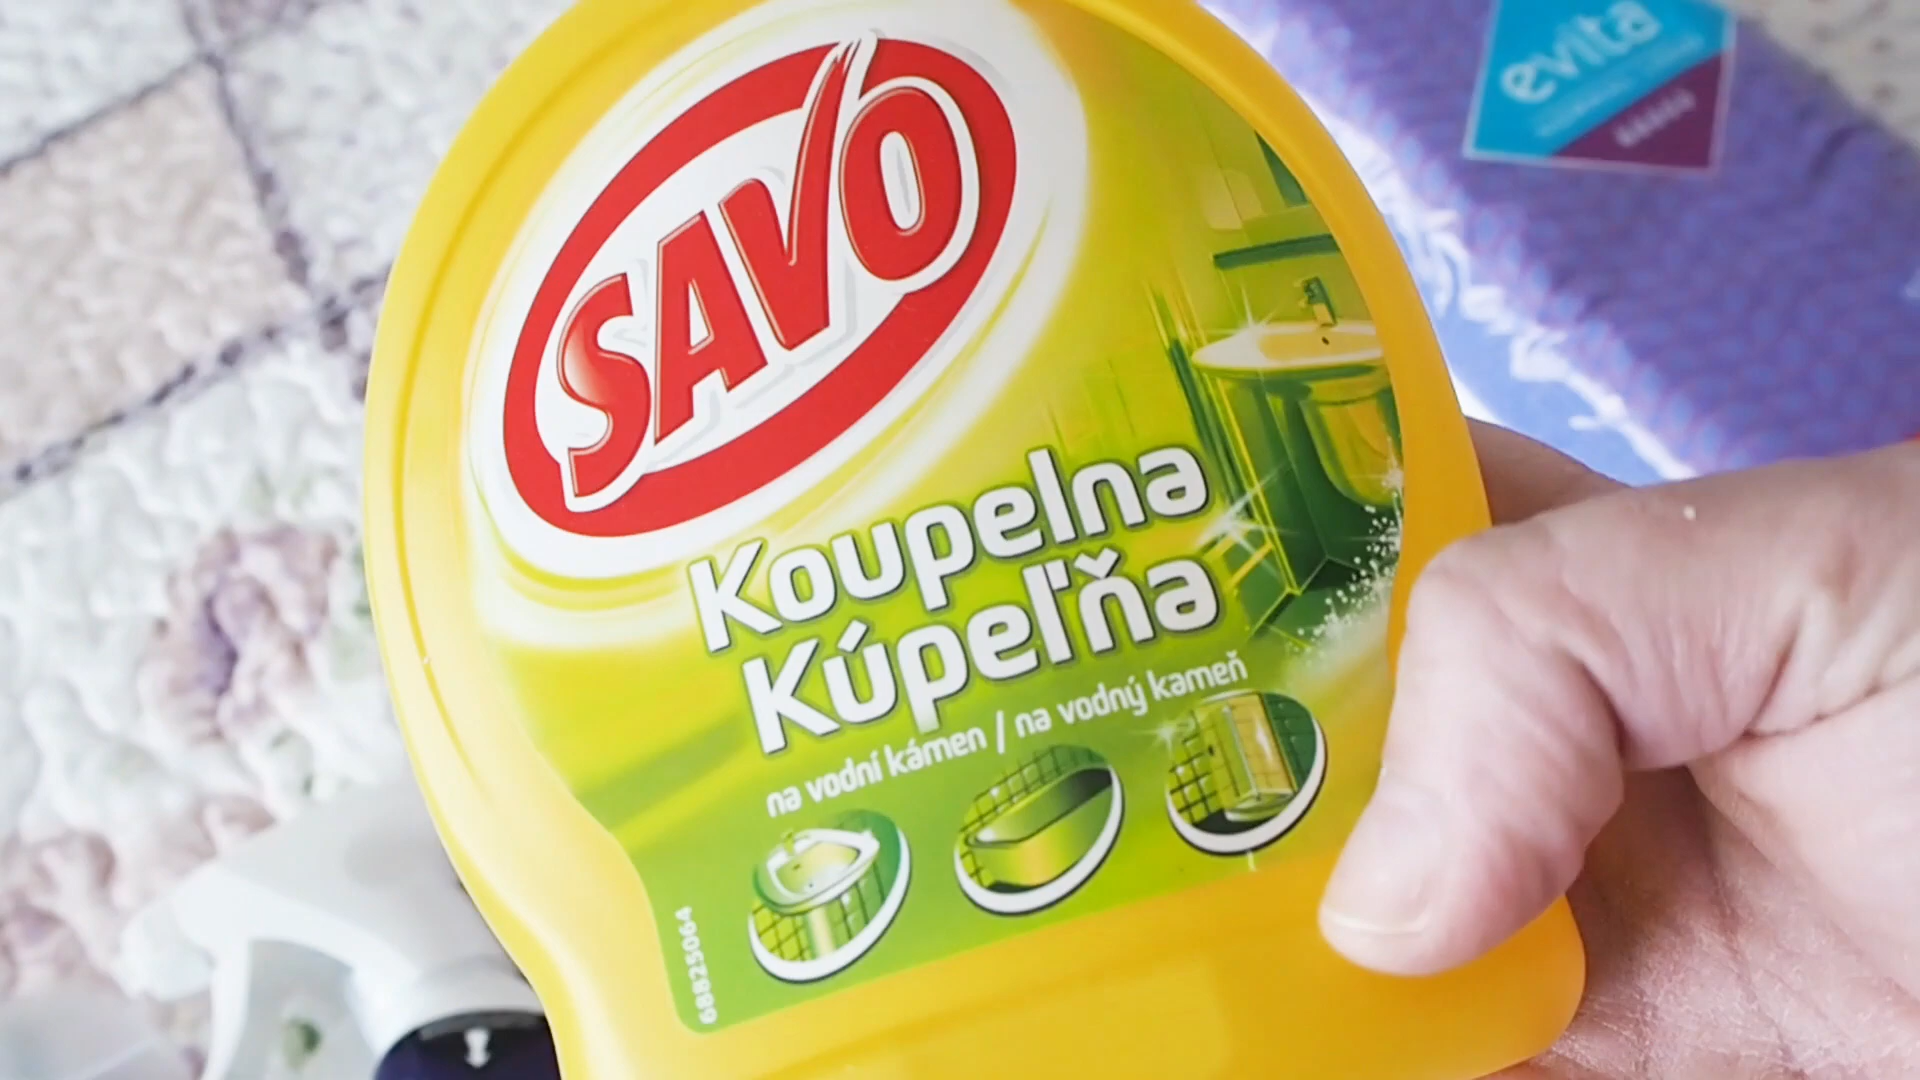 SAVO
Koupelna
Kúpeľňa
na vodní kámen / na vodný kameň
68825064
evita